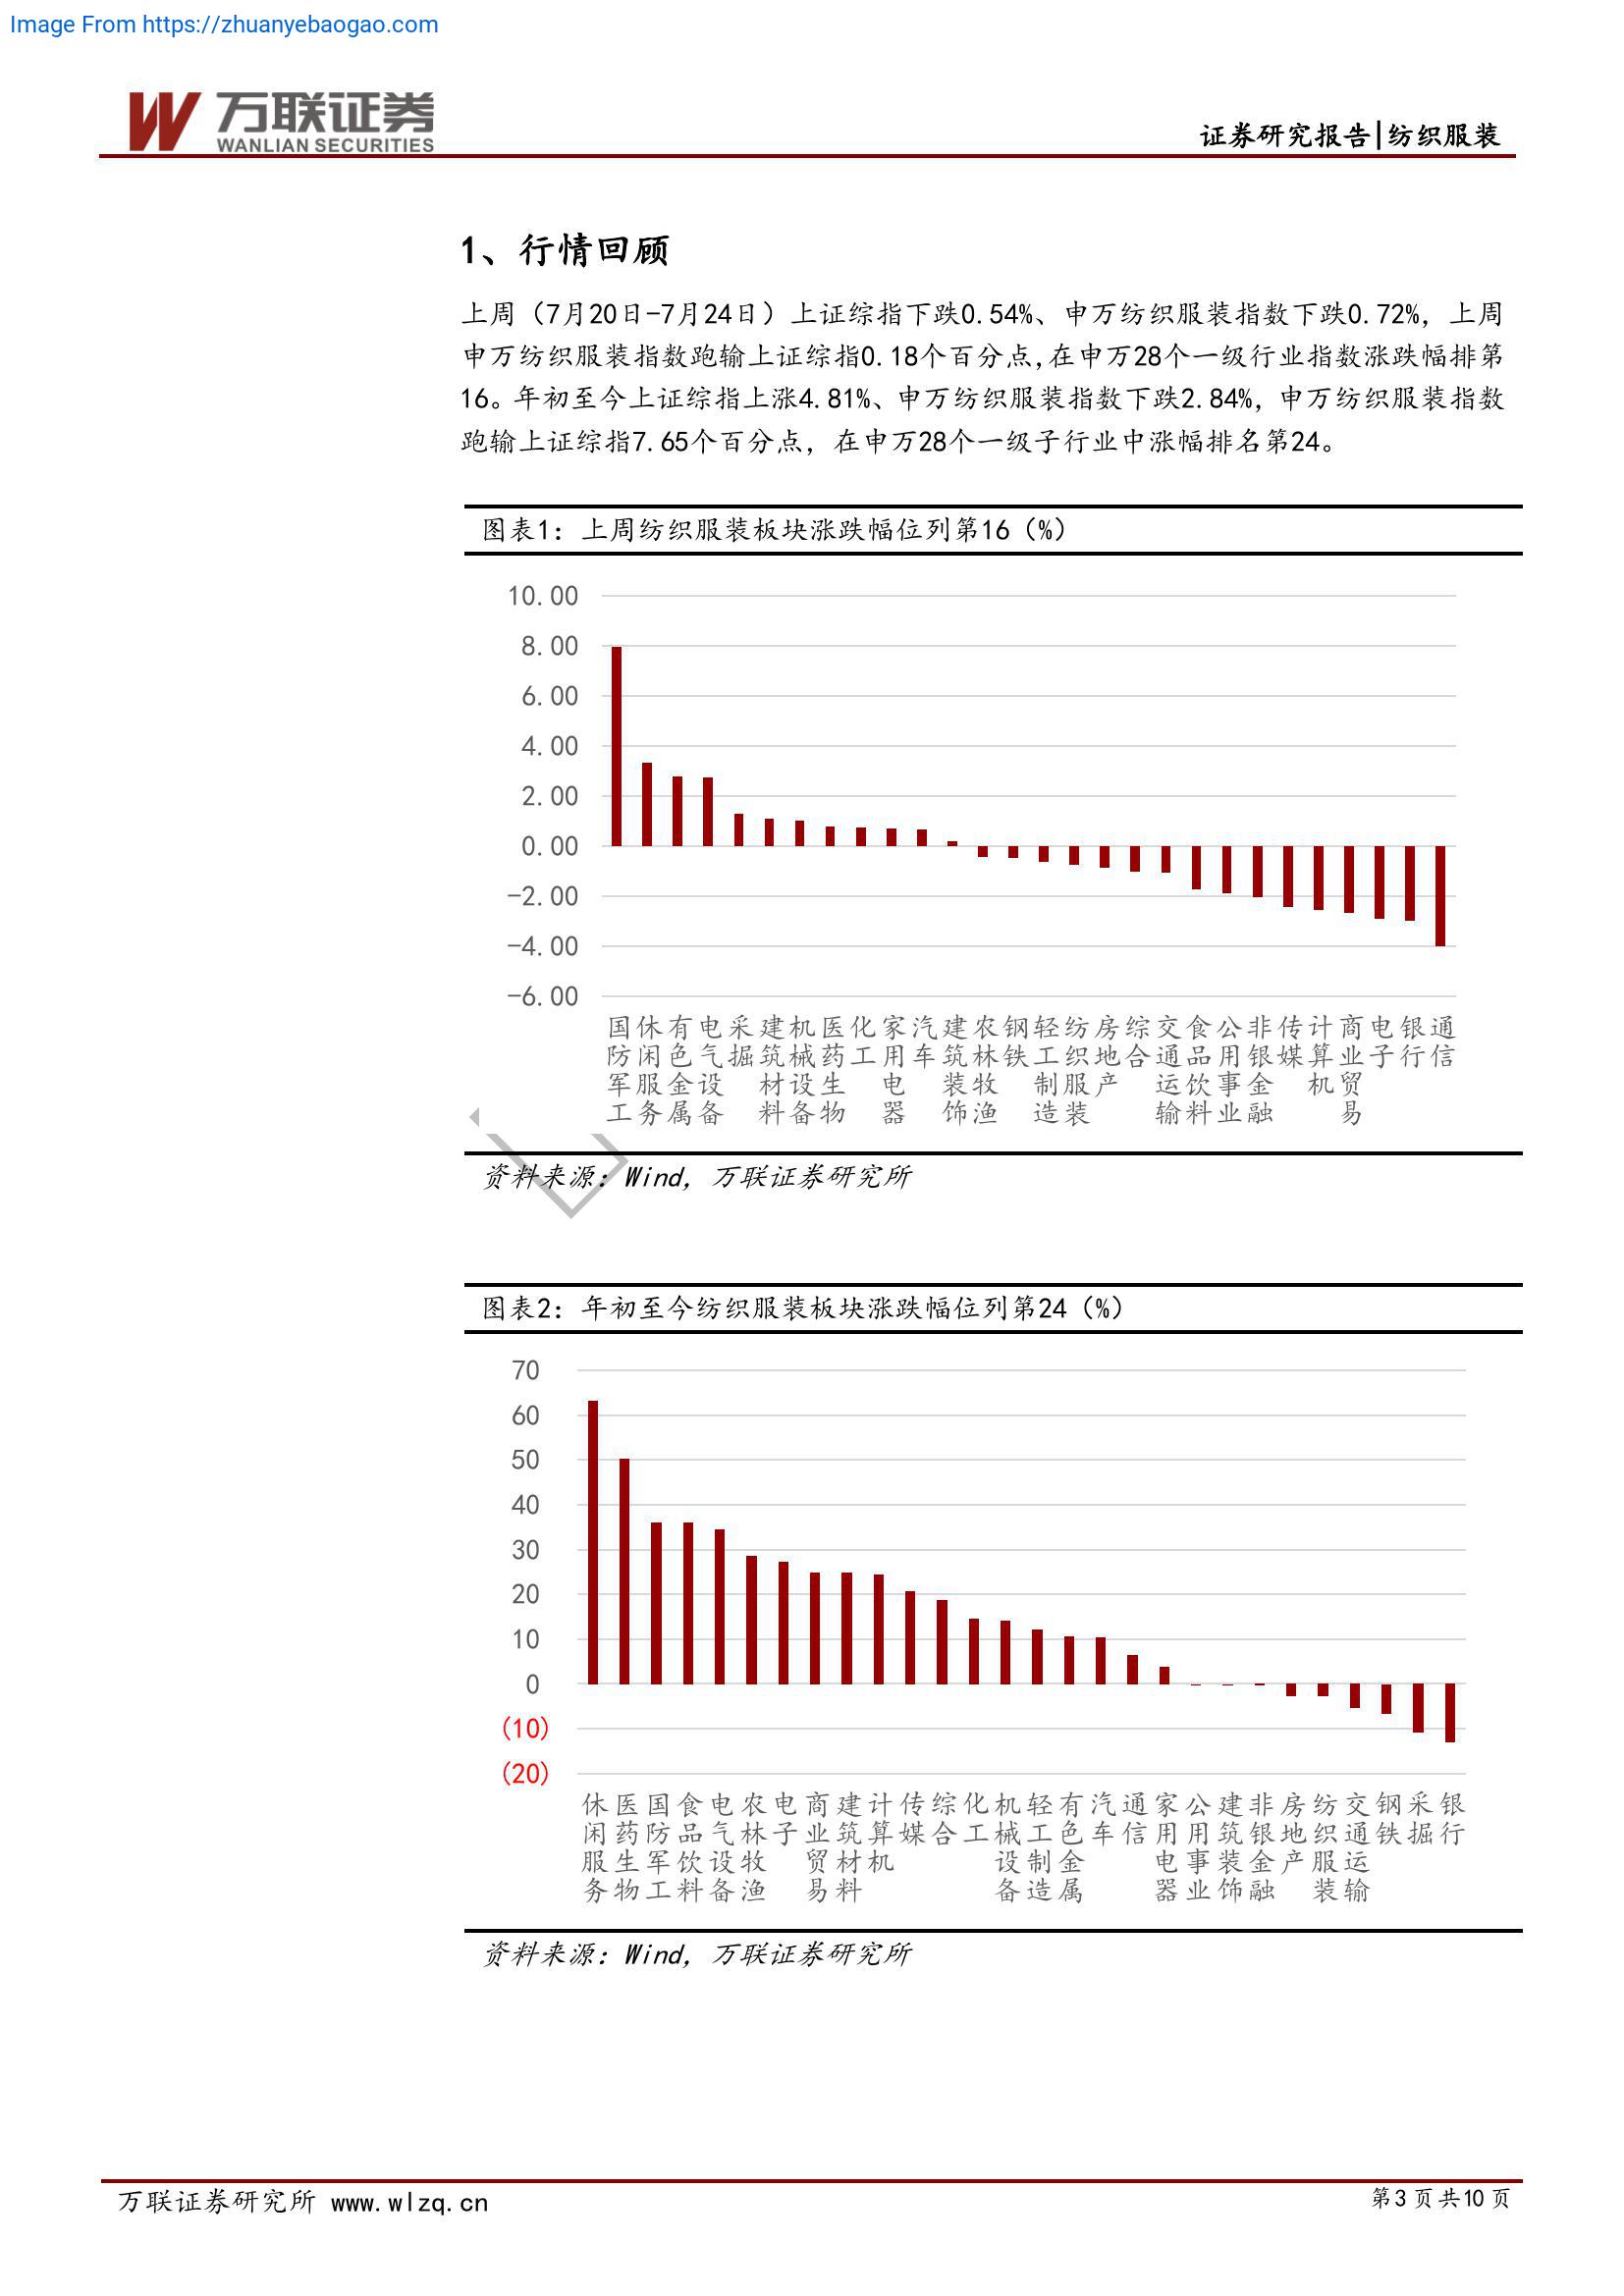 Image From https://zhuanyebaogao.com
万联证券
WANLIAN SECURITIES
证券研究报告|纺织服装
1、行情回顾
上周（7月20日-7月24日）上证综指下跌0.54%、申万纺织服装指数下跌0.72%，上周
申万纺织服装指数跑输上证综指0.18个百分点,在申万28个一级行业指数涨跌幅排第
16。年初至今上证综指上涨4.81%、申万纺织服装指数下跌2.84%，申万纺织服装指数
跑输上证综指7.65个百分点，在申万28个一级子行业中涨幅排名第24。
图表1：上周纺织服装板块涨跌幅位列第16（%）
10.00
8.00
6.00
4.00
2.00
0.00
-2.00
-4.00
-6.00
国防军工
休闲服务
有色金属
电气设备
采掘
建筑材料
机械设备
医药生物
化工
家用电器
汽车
建筑装饰
农林牧渔
钢铁
轻工制造
纺织服装
房地产
综合
交通运输
食品饮料
公用事业
非银金融
传媒
计算机
商业贸易
电子
银行
通信
资料来源：Wind，万联证券研究所
图表2：年初至今纺织服装板块涨跌幅位列第24（%）
70
60
50
40
30
20
10
0
(10)
(20)
休闲服务
医药生物
国防军工
食品饮料
电气设备
农林牧渔
电子
商业贸易
建筑材料
计算机
传媒
综合
化工
机械设备
轻工制造
有色金属
汽车
通信
家用电器
公用事业
建筑装饰
非银金融
房地产
纺织服装
交通运输
钢铁
采掘
银行
资料来源：Wind，万联证券研究所
万联证券研究所 www.wlzq.cn
第3页共10页